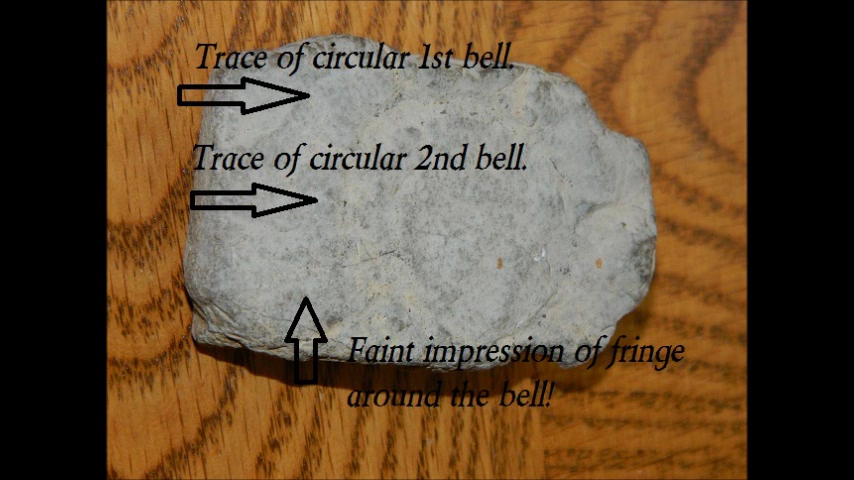 Trace of circular 1st bell.
Trace of circular 2nd bell.
Faint impression of fringe
around the bell!